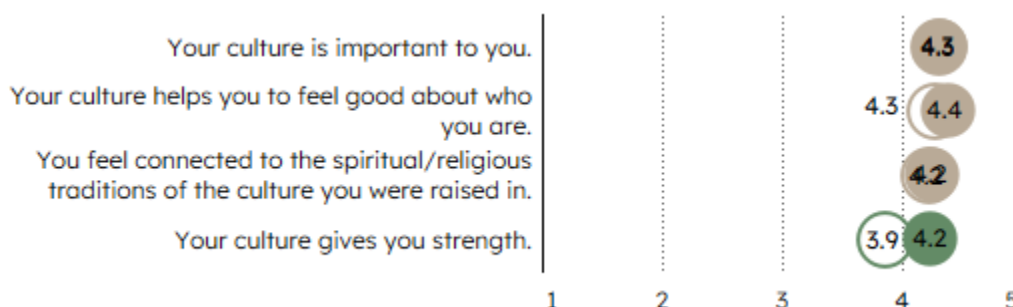 Your culture is important to you.
4.3
Your culture helps you to feel good about who
you are.
4.3
4.4
You feel connected to the spiritual/religious
traditions of the culture you were raised in.
4.2
Your culture gives you strength.
3.9
4.2
1
2
3
4
5